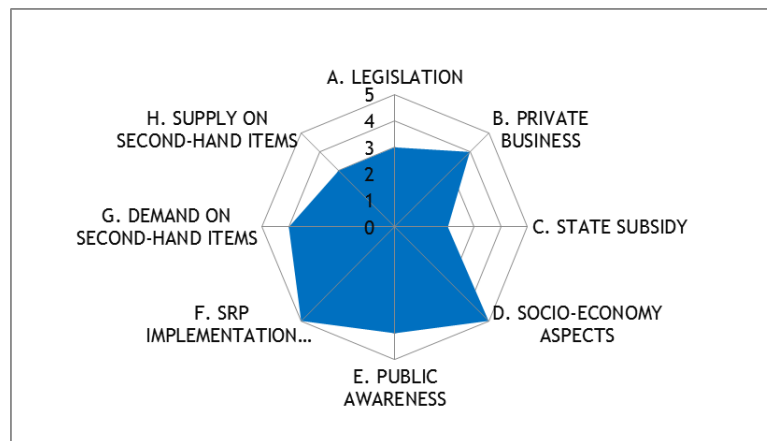 A. LEGISLATION
5
4
3
2
1
0
B. PRIVATE
BUSINESS
C. STATE SUBSIDY
D. SOCIO-ECONOMY
ASPECTS
E. PUBLIC
AWARENESS
F. SRP
IMPLEMENTATION...
G. DEMAND ON
SECOND-HAND ITEMS
H. SUPPLY ON
SECOND-HAND ITEMS